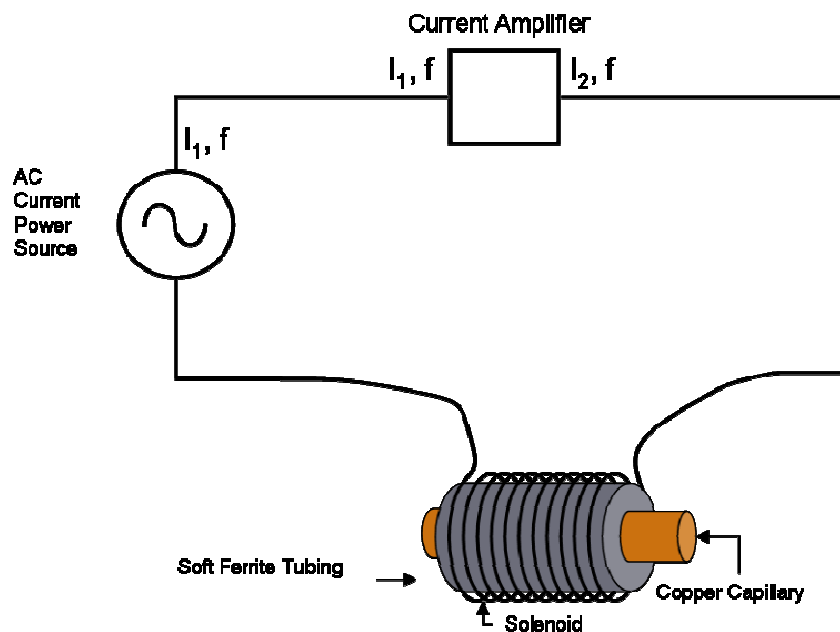 Current Amplifier
I₁, f
I₂, f
I₁, f
AC
Current
Power
Source
Soft Ferrite Tubing
Copper Capillary
Solenoid